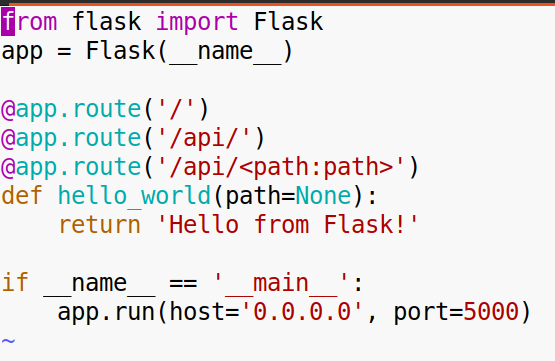 from flask import Flask
app = Flask(__name__)

@app.route('/')
@app.route('/api/')
@app.route('/api/<path:path>')
def hello_world(path=None):
    return 'Hello from Flask!'

if __name__ == '__main__':
    app.run(host='0.0.0.0', port=5000)
~